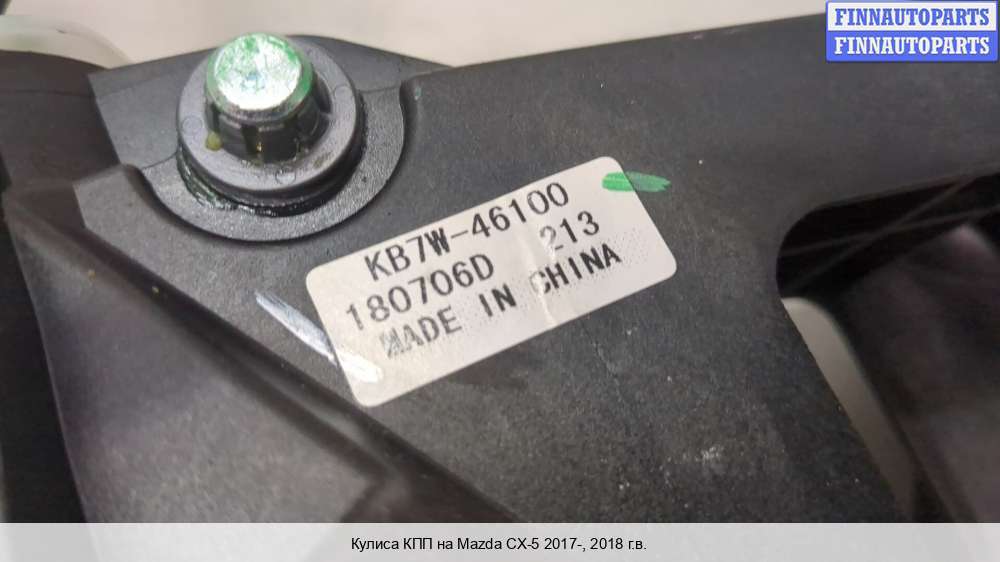 FINNAUTOPARTS
FINNAUTOPARTS
KB7W-46100
180706D 213
MADE IN CHINA
Кулиса КПП на Mazda CX-5 2017-, 2018 г.в.